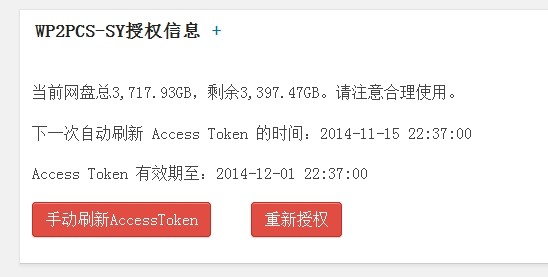 WP2PCS-SY授权信息 +
当前网盘总3,717.93GB，剩余3,397.47GB。请注意合理使用。
下一次自动刷新 Access Token 的时间：2014-11-15 22:37:00
Access Token 有效期至：2014-12-01 22:37:00
手动刷新AccessToken 重新授权